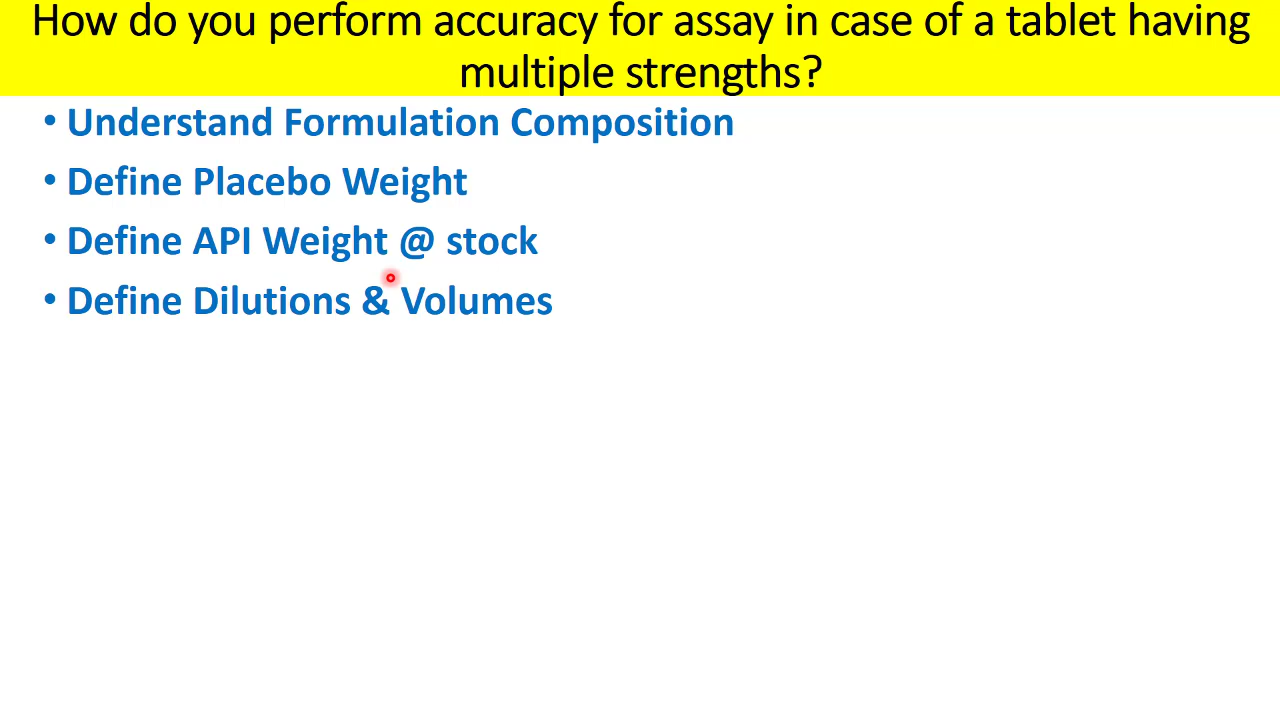 How do you perform accuracy for assay in case of a tablet having
multiple strengths?
• Understand Formulation Composition
• Define Placebo Weight
• Define API Weight @ stock
• Define Dilutions & Volumes